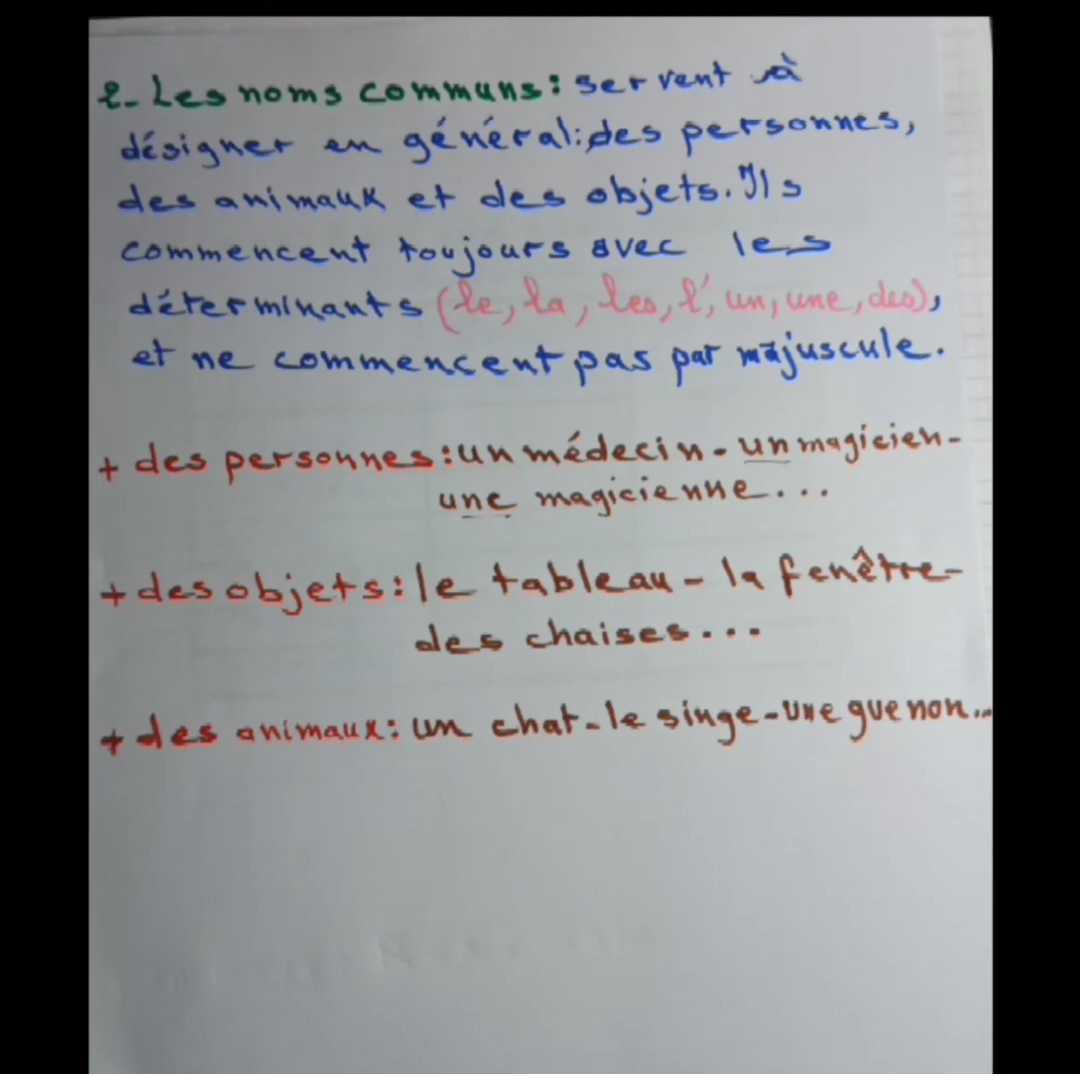 2- Les noms communs: servent à
désigner en général: des personnes,
des animaux et des objets. Ils
commencent toujours avec les
déterminants (le, la, les, l', un, une, des),
et ne commencent pas par majuscule.
+ des personnes: un médecin - un magicien -
une magicienne...
+ des objets: le tableau - la fenêtre -
des chaises...
+ des animaux: un chat - le singe - une guenon...